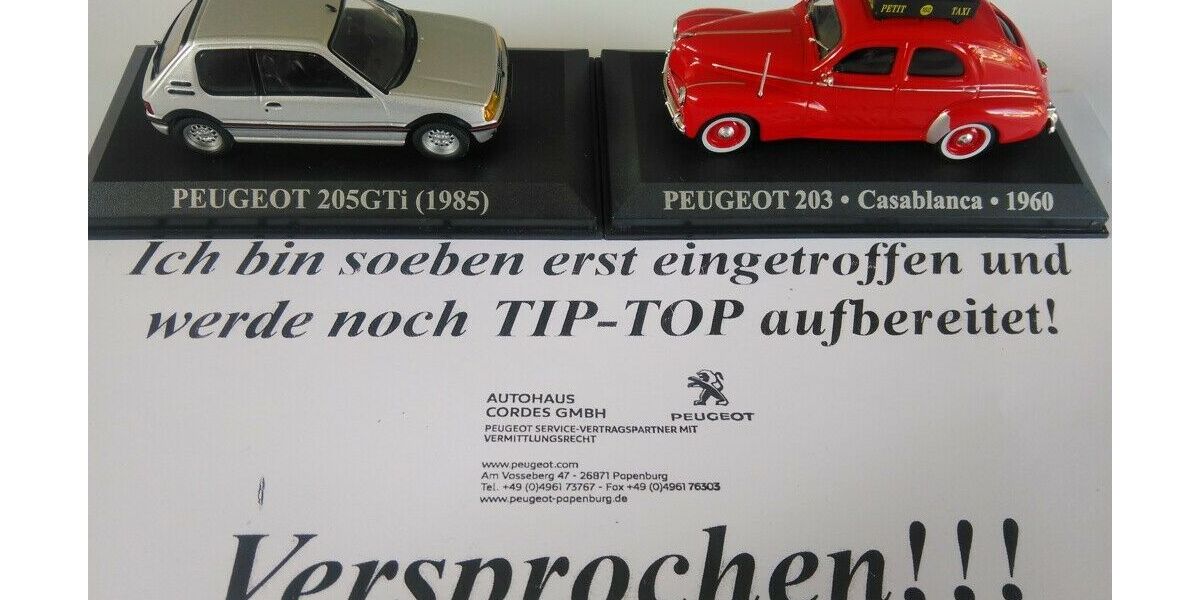 PETIT TAXI
PEUGEOT 205GTi (1985)
PEUGEOT 203 • Casablanca • 1960
Ich bin soeben erst eingetroffen und
werde noch TIP-TOP aufbereitet!
AUTOHAUS
CORDES GMBH
PEUGEOT
PEUGEOT SERVICE-VERTRAGSPARTNER MIT
VERMITTLUNGSRECHT
www.peugeot.com
Am Vosseberg 47 - 26871 Papenburg
Tel. +49 (0)4961 73767 - Fax +49 (0)4961 76303
www.peugeot-papenburg.de
Versprochen!!!